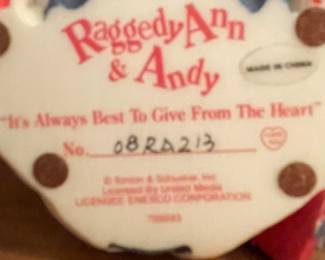 Raggedy Ann
& Andy
MADE IN CHINA
"It's Always Best To Give From The Heart"
No. 08RA213
© Simon & Schuster, Inc.
Licensed By United Media
LICENSEE ENESCO CORPORATION